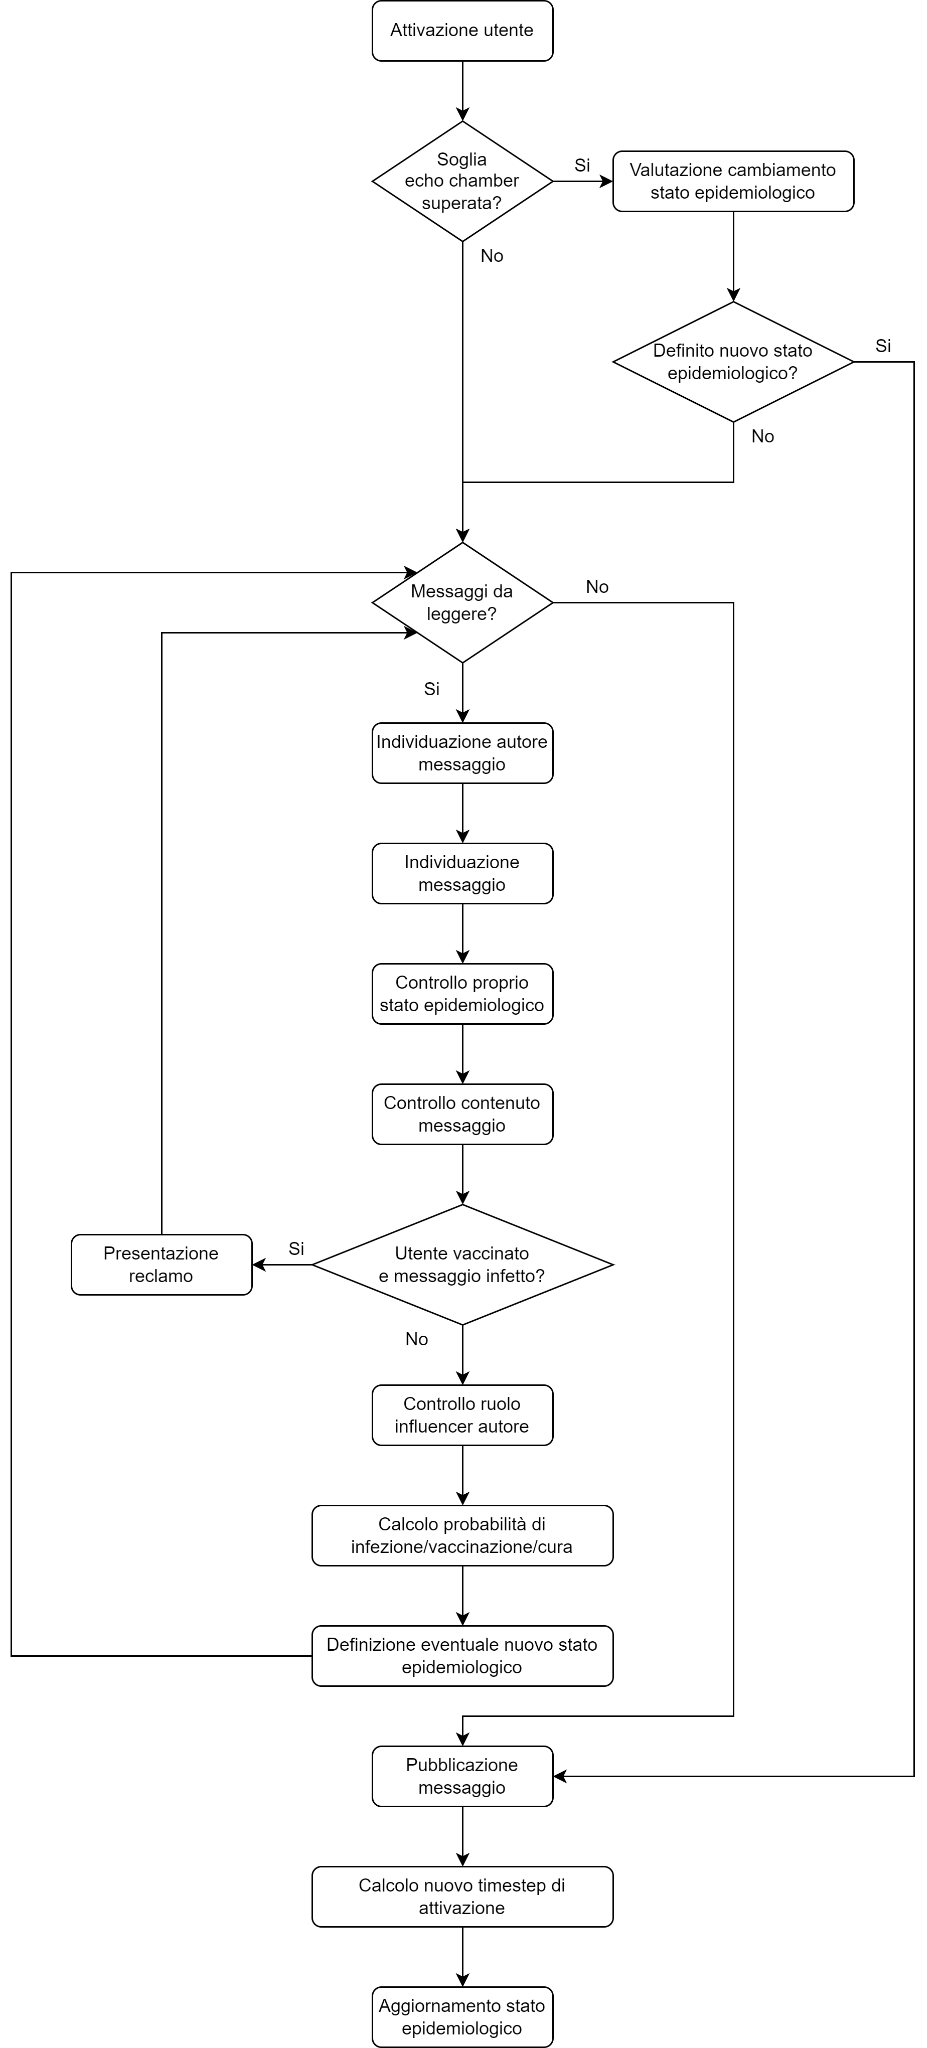 Attivazione utente
Soglia
echo chamber
superata?
Si
Valutazione cambiamento
stato epidemiologico
No
Definito nuovo stato
epidemiologico?
Si
No
Messaggi da
leggere?
No
Si
Individuazione autore
messaggio
Individuazione
messaggio
Controllo proprio
stato epidemiologico
Controllo contenuto
messaggio
Utente vaccinato
e messaggio infetto?
Si
Presentazione
reclamo
No
Controllo ruolo
influencer autore
Calcolo probabilità di
infezione/vaccinazione/cura
Definizione eventuale nuovo stato
epidemiologico
Pubblicazione
messaggio
Calcolo nuovo timestep di
attivazione
Aggiornamento stato
epidemiologico